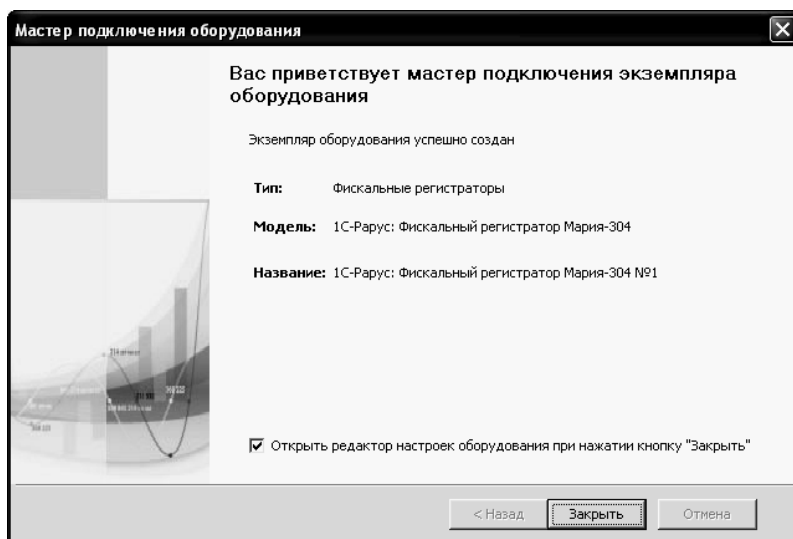 Мастер подключения оборудования
Вас приветствует мастер подключения экземпляра
оборудования
Экземпляр оборудования успешно создан
Тип: Фискальные регистраторы
Модель: 1С-Рарус: Фискальный регистратор Мария-304
Название: 1С-Рарус: Фискальный регистратор Мария-304 №1
Открыть редактор настроек оборудования при нажатии кнопку "Закрыть"
< Назад Закрыть Отмена